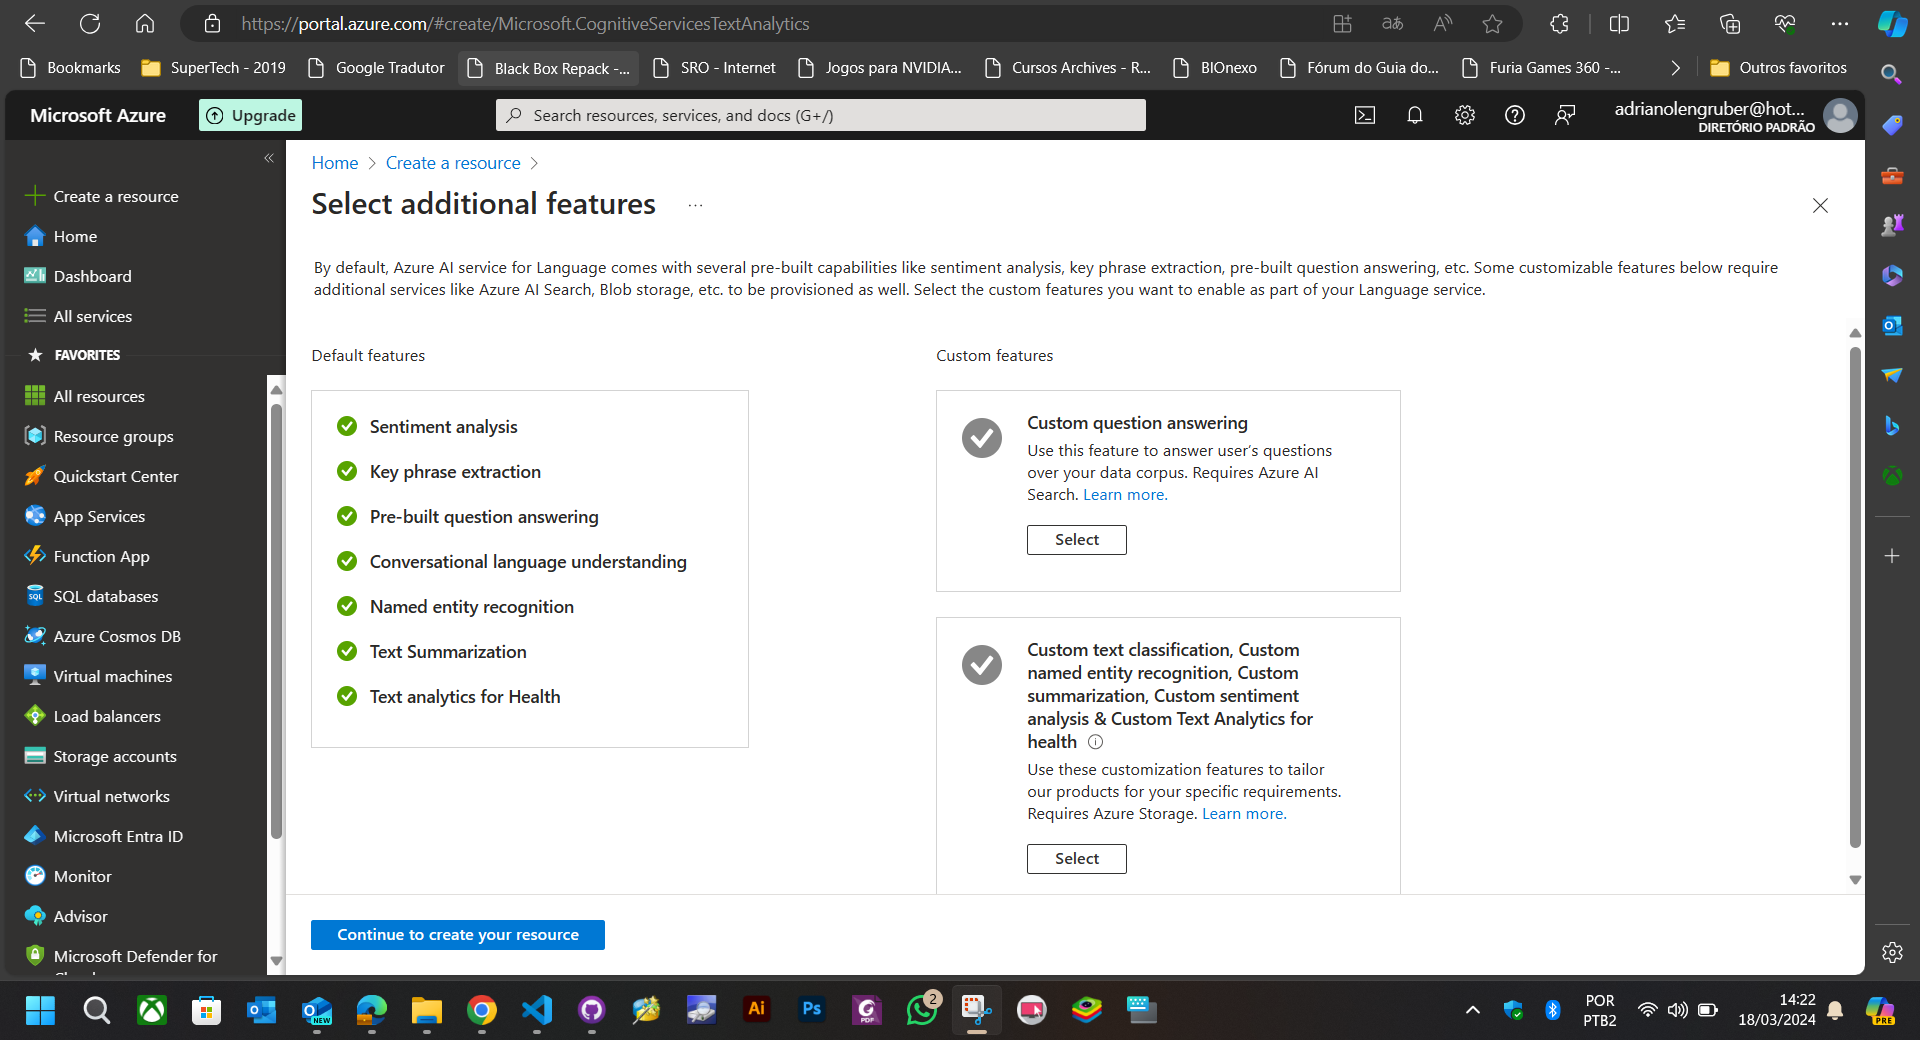 https://portal.azure.com/#create/Microsoft.CognitiveServicesTextAnalytics
Bookmarks
SuperTech - 2019
Google Tradutor
Black Box Repack -...
SRO - Internet
Jogos para NVIDIA...
Cursos Archives - R...
BIOnexo
Fórum do Guia do...
Furia Games 360 -...
Outros favoritos
Microsoft Azure
Upgrade
Search resources, services, and docs (G+/)
adrianolengruber@hot...
DIRETÓRIO PADRÃO
Create a resource
Home
Dashboard
All services
FAVORITES
All resources
Resource groups
Quickstart Center
App Services
Function App
SQL databases
Azure Cosmos DB
Virtual machines
Load balancers
Storage accounts
Virtual networks
Microsoft Entra ID
Monitor
Advisor
Microsoft Defender for
Home > Create a resource >
Select additional features ...
By default, Azure AI service for Language comes with several pre-built capabilities like sentiment analysis, key phrase extraction, pre-built question answering, etc. Some customizable features below require
additional services like Azure AI Search, Blob storage, etc. to be provisioned as well. Select the custom features you want to enable as part of your Language service.
Default features
Sentiment analysis
Key phrase extraction
Pre-built question answering
Conversational language understanding
Named entity recognition
Text Summarization
Text analytics for Health
Custom features
Custom question answering
Use this feature to answer user's questions
over your data corpus. Requires Azure AI
Search. Learn more.
Select
Custom text classification, Custom
named entity recognition, Custom
summarization, Custom sentiment
analysis & Custom Text Analytics for
health
Use these customization features to tailor
our products for your specific requirements.
Requires Azure Storage. Learn more.
Select
Continue to create your resource
NEW
Ai
Ps
PDF
2
POR
PTB2
14:22
18/03/2024
PRE